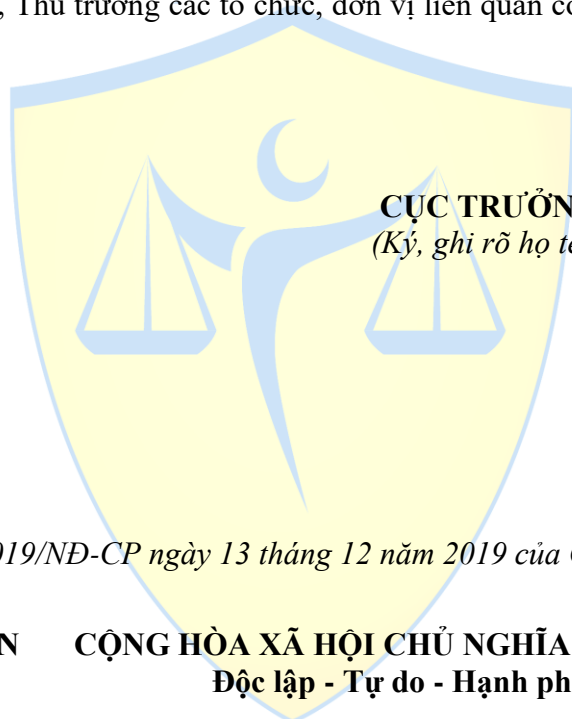 , Thủ trưởng các tổ chức, đơn vị liên quan
CỤC TRƯỞN
(Ký, ghi rõ họ
019/NĐ-CP ngày 13 tháng 12 năm 2019 của
N CỘNG HÒA XÃ HỘI CHỦ NGHĨA
Độc lập - Tự do - Hạnh ph